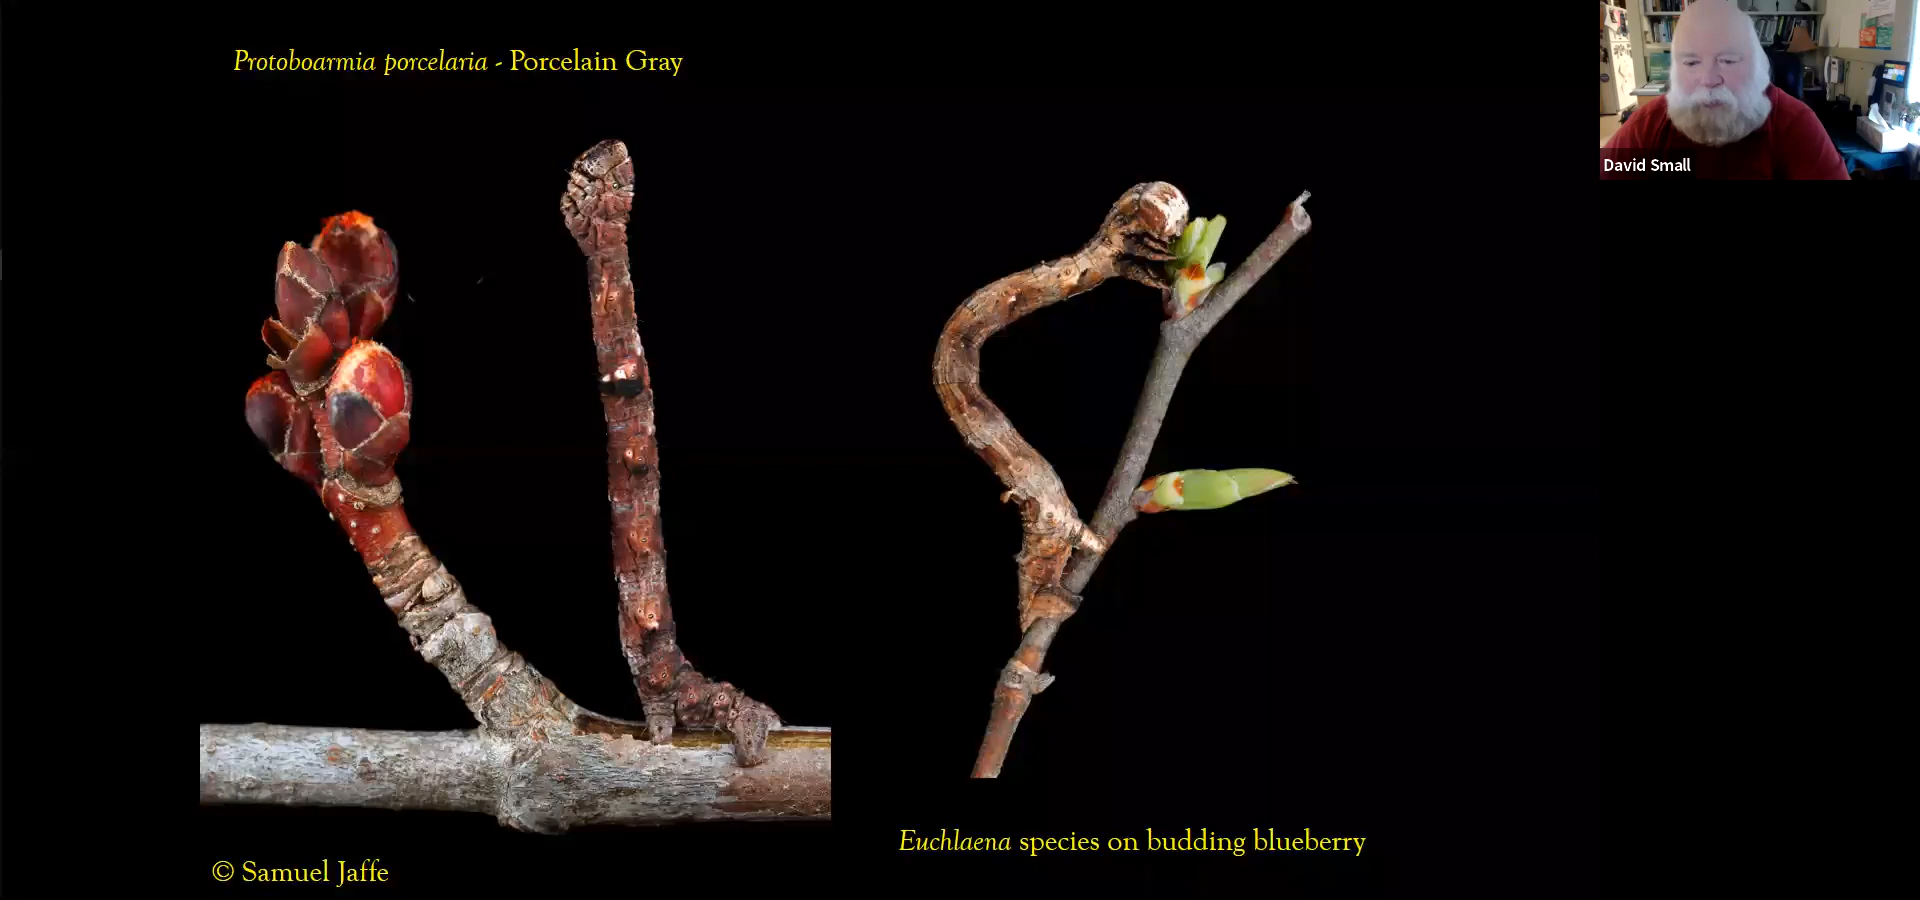 Protoboarmia porcelaria - Porcelain Gray
David Small
Euchlaena species on budding blueberry
© Samuel Jaffe